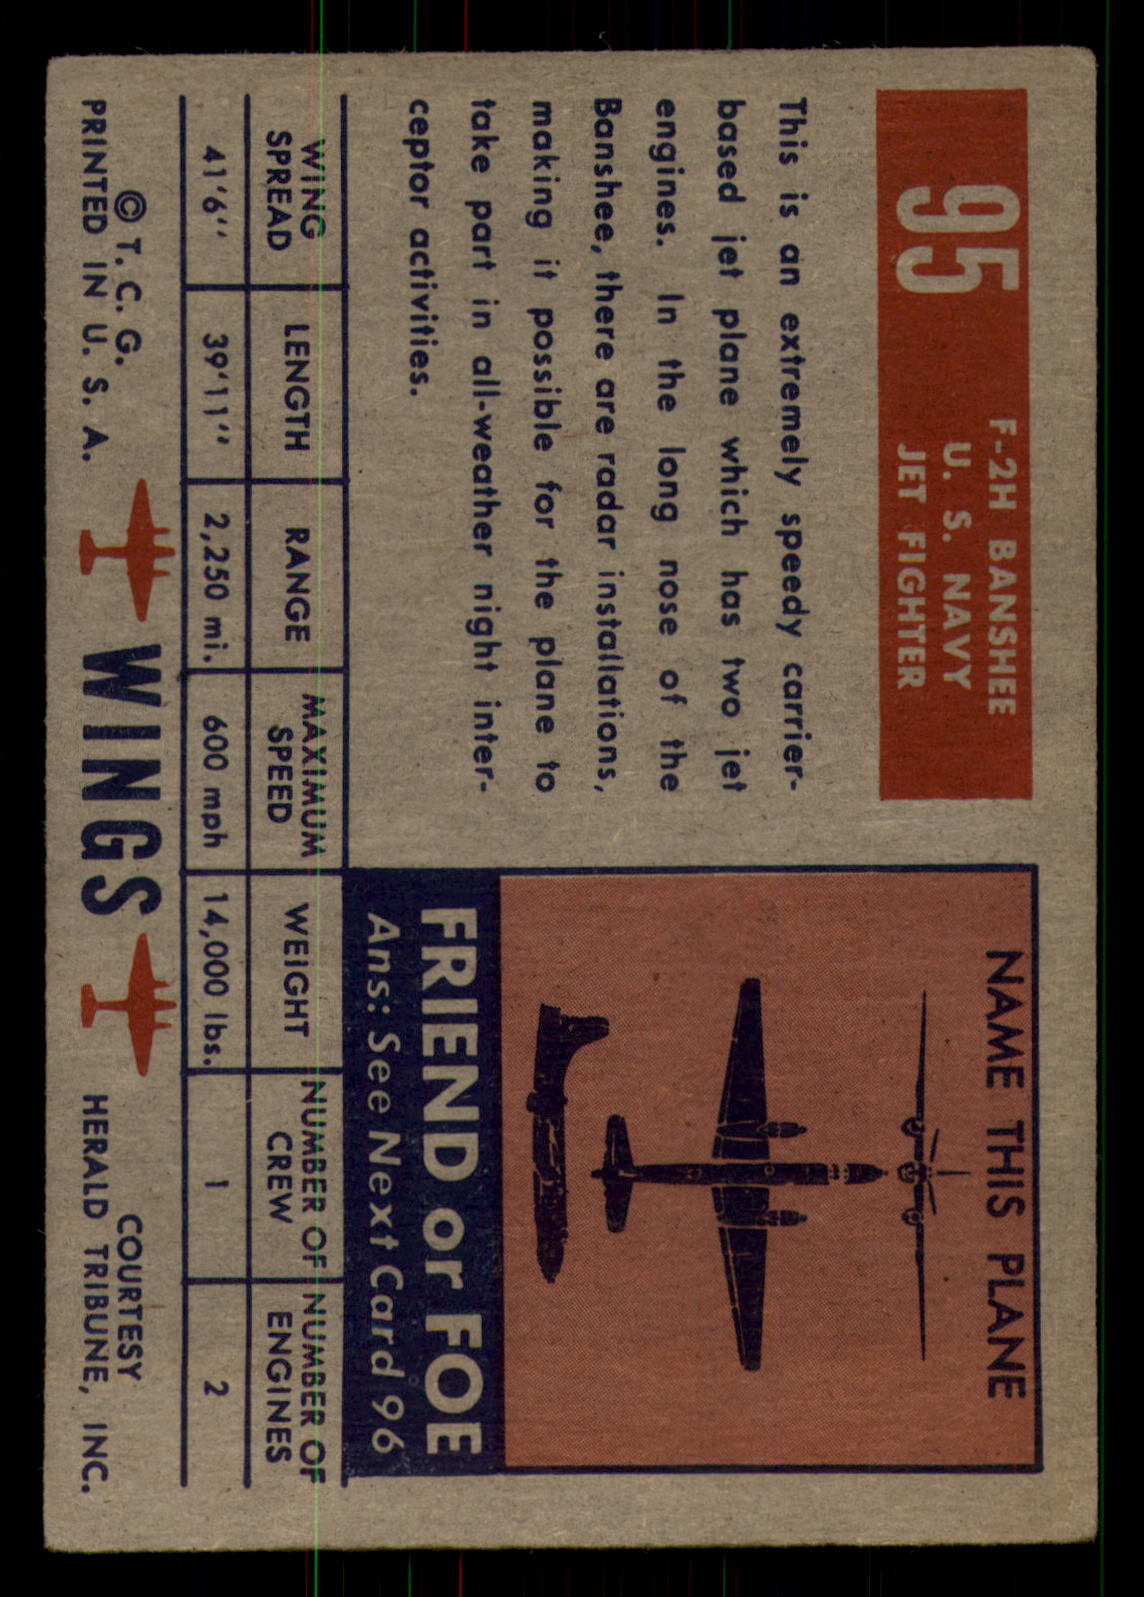 95
F-2H BANSHEE
U. S. NAVY
JET FIGHTER
This is an extremely speedy carrier-
based jet plane which has two jet
engines. In the long nose of the
Banshee, there are radar installations,
making it possible for the plane to
take part in all-weather night inter-
ceptor activities.
NAME THIS PLANE
FRIEND or FOE
Ans: See Next Card 96
WING SPREAD LENGTH RANGE MAXIMUM SPEED WEIGHT NUMBER OF CREW NUMBER OF ENGINES
41'6" 39'11" 2,250 mi. 600 mph 14,000 lbs. 1 2
© T. C. G.
PRINTED IN U. S. A.
WINGS
COURTESY
HERALD TRIBUNE, INC.